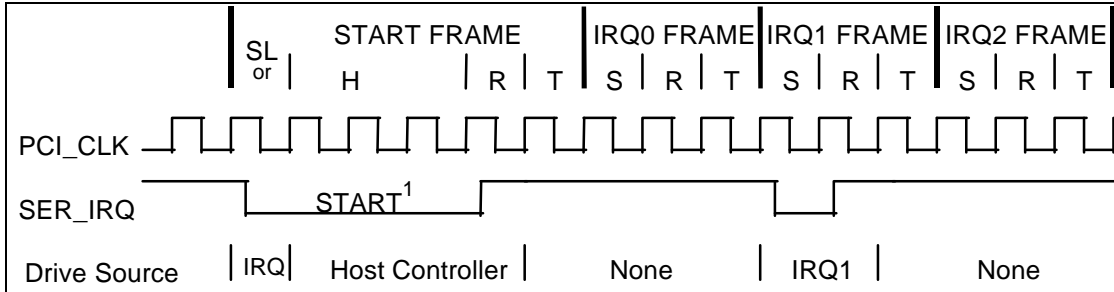 START FRAME IRQ0 FRAME IRQ1 FRAME IRQ2 FRAME
SL
or
H R T S R T S R T S R T
PCI_CLK
SER_IRQ START1
Drive Source IRQ Host Controller None IRQ1 None